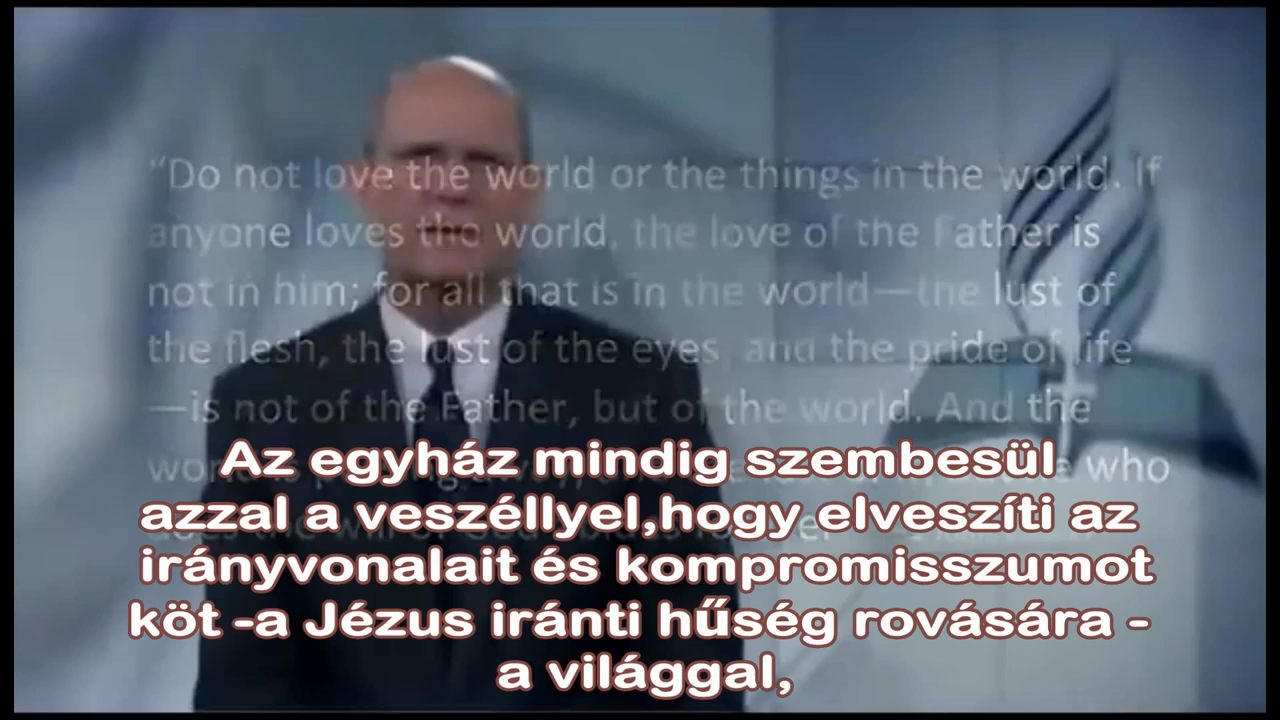 “Do not love the world or the things in the world. If
anyone loves the world, the love of the Father is
not in him; for all that is in the world—the lust of
the flesh, the lust of the eyes, and the pride of life
—is not of the Father, but of the world. And the
who
Az egyház mindig szembesül
azzal a veszéllyel,hogy elveszíti az
irányvonalait és kompromisszumot
köt -a Jézus iránti hűség rovására -
a világgal,